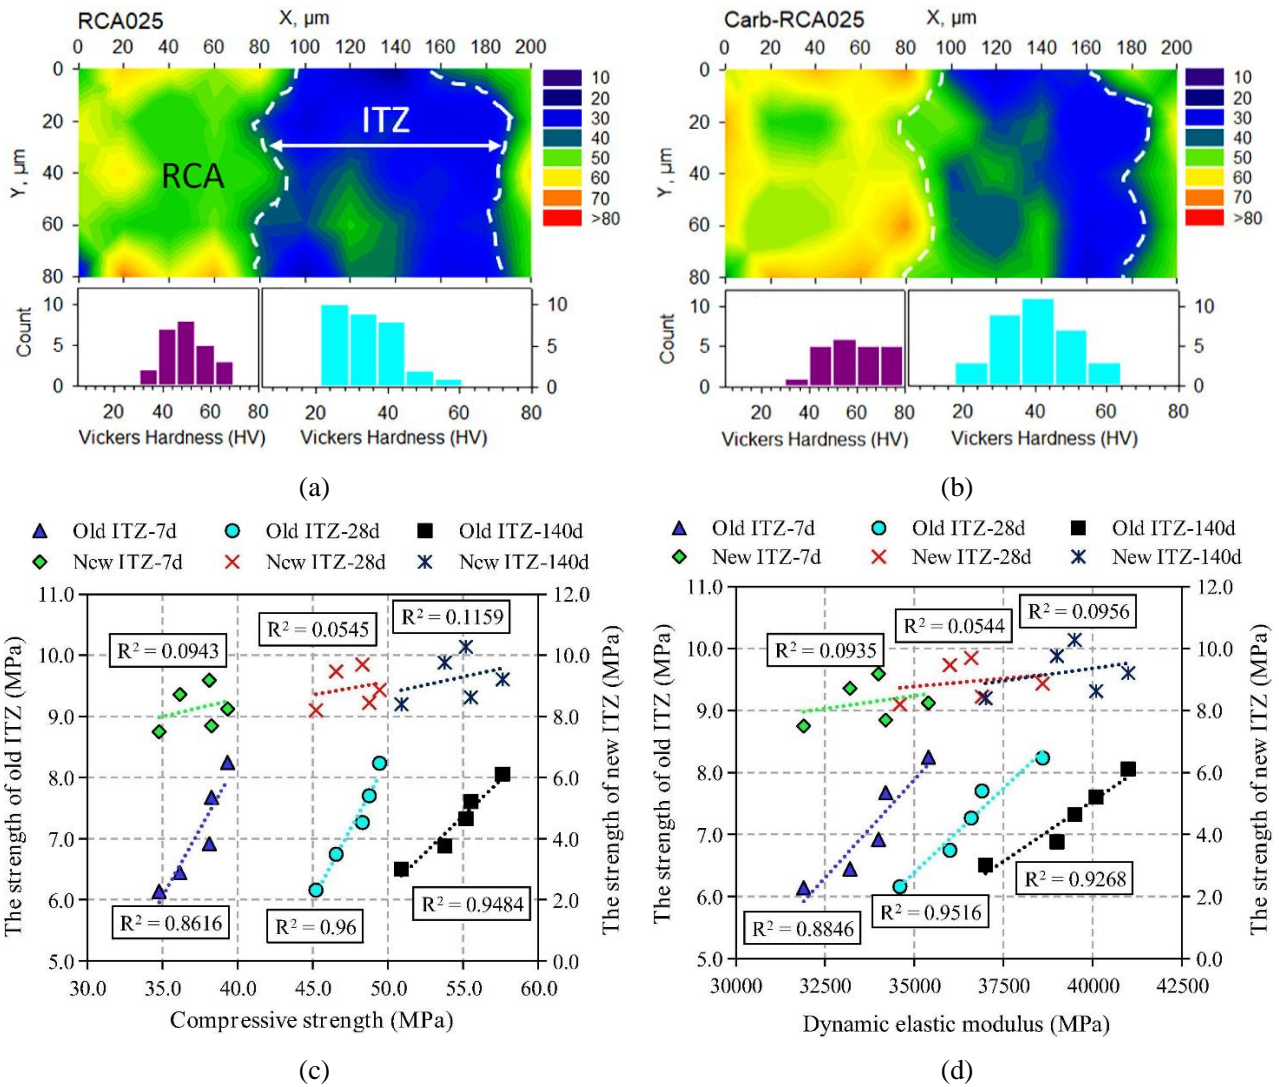 RCA025
X, µm
0 20 40 60 80 100 120 140 160 180 200
Y, µm
0
20
40
60
80
ITZ
RCA
10
20
30
40
50
60
70
>80
Count
10
5
0
10
5
0
20 40 60 80
20 40 60 80
Vickers Hardness (HV)
Vickers Hardness (HV)
(a)
Carb-RCA025
X, µm
0 20 40 60 80 100 120 140 160 180 200
Y, µm
0
20
40
60
80
10
20
30
40
50
60
70
>80
Count
10
5
0
10
5
0
20 40 60 80
20 40 60 80
Vickers Hardness (HV)
Vickers Hardness (HV)
(b)
Old ITZ-7d Old ITZ-28d Old ITZ-140d
New ITZ-7d New ITZ-28d New ITZ-140d
The strength of old ITZ (MPa)
11.0
10.0
9.0
8.0
7.0
6.0
5.0
R² = 0.0943
R² = 0.0545
R² = 0.1159
R² = 0.8616
R² = 0.96
R² = 0.9484
12.0
10.0
8.0
6.0
4.0
2.0
0.0
The strength of new ITZ (MPa)
30.0 35.0 40.0 45.0 50.0 55.0 60.0
Compressive strength (MPa)
(c)
Old ITZ-7d Old ITZ-28d Old ITZ-140d
New ITZ-7d New ITZ-28d New ITZ-140d
The strength of old ITZ (MPa)
11.0
10.0
9.0
8.0
7.0
6.0
5.0
R² = 0.0935
R² = 0.0544
R² = 0.0956
R² = 0.8846
R² = 0.9516
R² = 0.9268
12.0
10.0
8.0
6.0
4.0
2.0
0.0
The strength of new ITZ (MPa)
30000 32500 35000 37500 40000 42500
Dynamic elastic modulus (MPa)
(d)